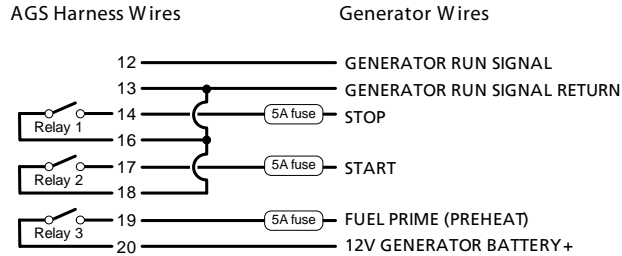 AGS Harness Wires Generator Wires
12 GENERATOR RUN SIGNAL
13 GENERATOR RUN SIGNAL RETURN
14 5A fuse STOP
Relay 1
16
17 5A fuse START
Relay 2
18
19 5A fuse FUEL PRIME (PREHEAT)
Relay 3
20 12V GENERATOR BATTERY+